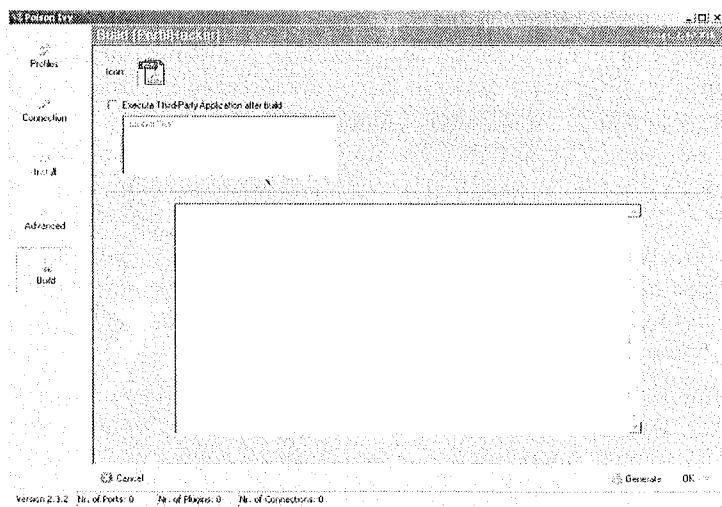 Poison Ivy
Profiles
Connection
Install
Advanced
Build
Icon:
Execute Third-Party Application after Build
Cancel
Generate
OK
Version 2.3.2
Nr. of Ports: 0
Nr. of Plugins: 0
Nr. of Connections: 0